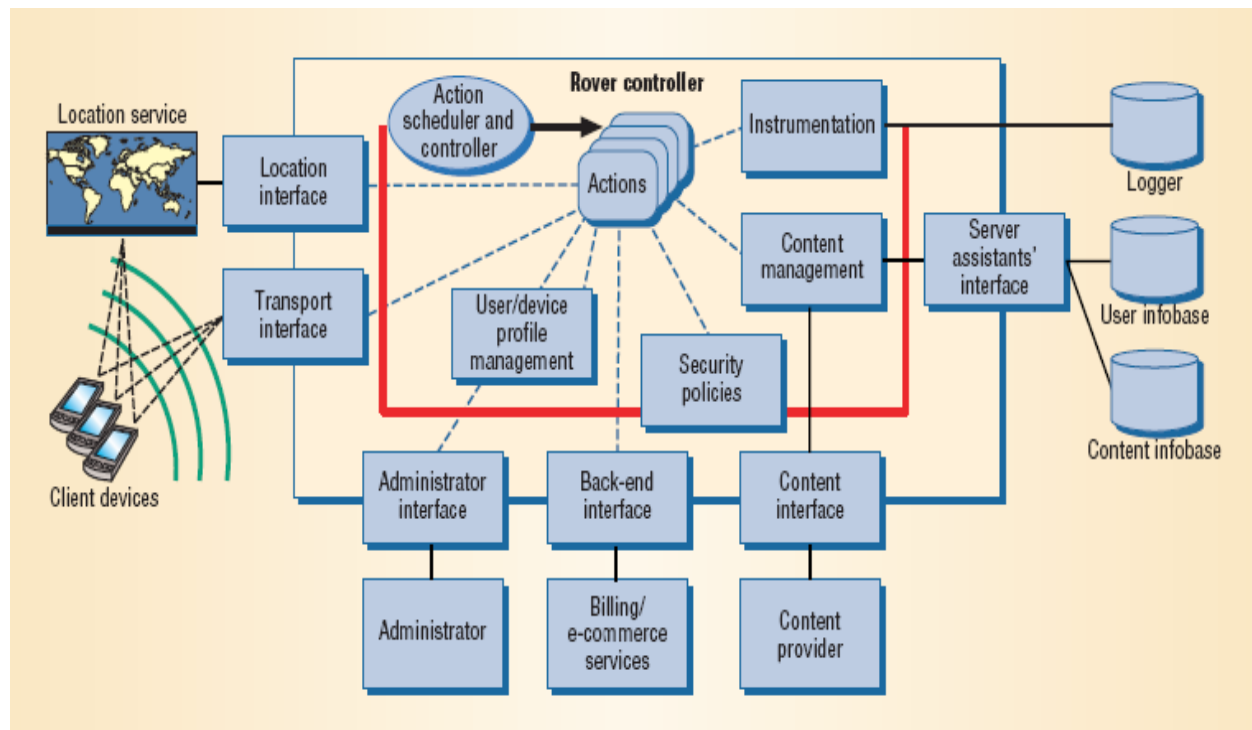 Rover controller
Location service
Action
scheduler and
controller
Instrumentation
Location
interface
Actions
Logger
Content
management
Server
assistants'
interface
Transport
interface
User/device
profile
management
User infobase
Security
policies
Client devices
Administrator
interface
Back-end
interface
Content
interface
Content infobase
Administrator
Billing/
e-commerce
services
Content
provider